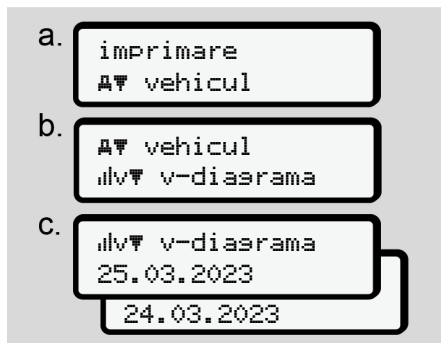 a.
imprimare
vehicul
b.
vehicul
v-diagrama
c.
v-diagrama
25.03.2023
24.03.2023